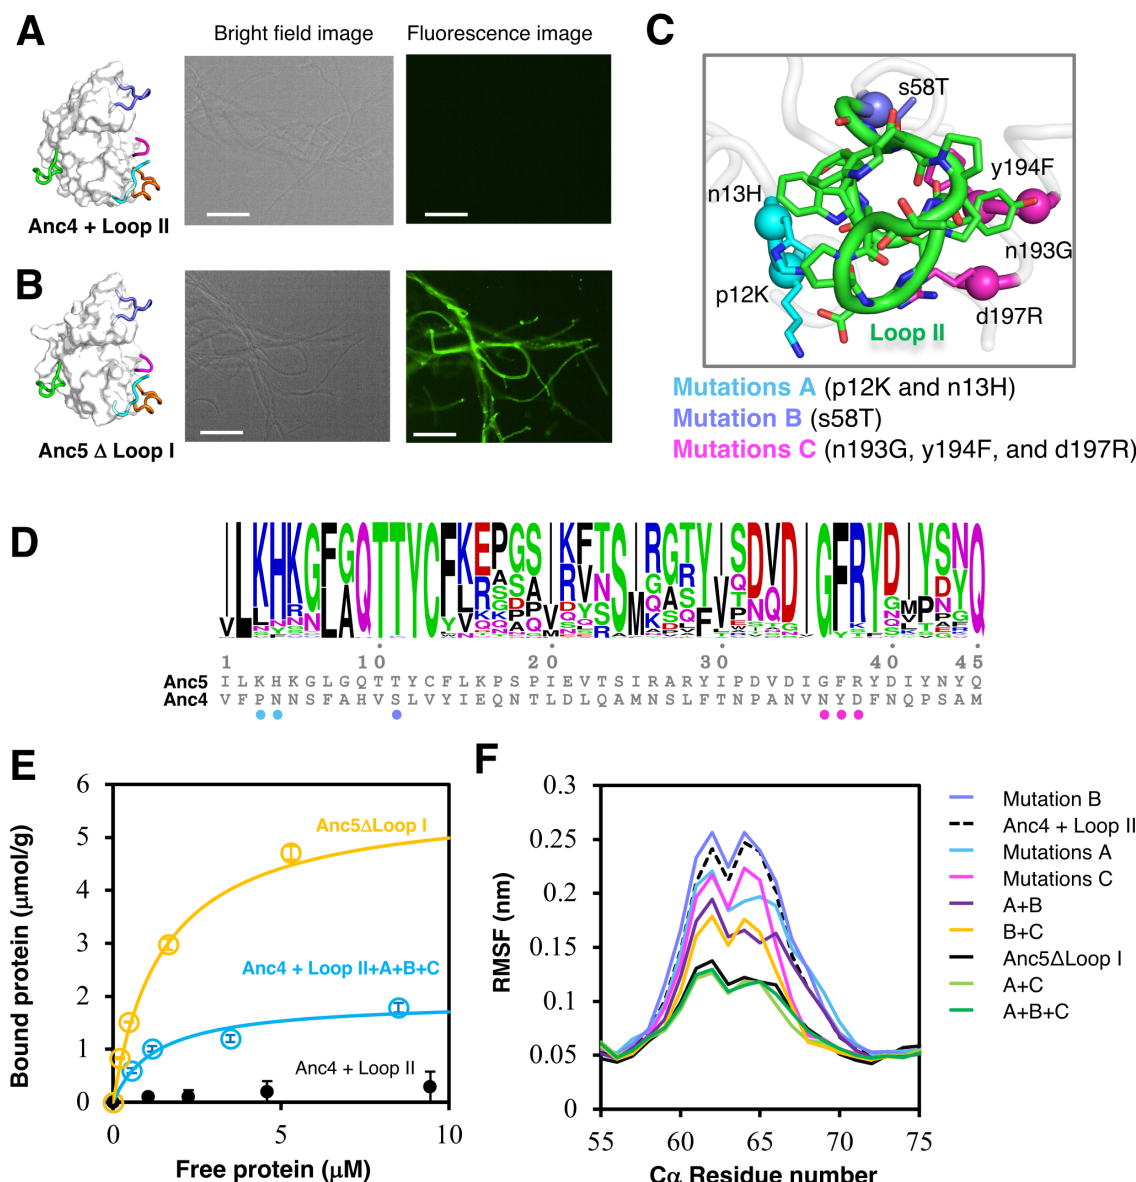 A
Bright field image
Fluorescence image
Anc4 + Loop II
B
Anc5 Δ Loop I
C
s58T
y194F
n13H
n193G
p12K
d197R
Loop II
Mutations A (p12K and n13H)
Mutation B (s58T)
Mutations C (n193G, y194F, and d197R)
D
1 10 20 30 40 45
Anc5 ILKHKGLGQTTYCFLKPSPIEVTSIRARYIPDVDIGFRYDIYNYQ
Anc4 VFPNNSFAHVSYIEQNTLDLQAMNSLFTNPANVNYDFNQPSAM
E
6
5
4
3
2
1
0
0 5 10
Bound protein (μmol/g)
Free protein (μM)
Anc5ΔLoop I
Anc4 + Loop II+A+B+C
Anc4 + Loop II
F
0.3
0.25
0.2
0.15
0.1
0.05
0
55 60 65 70 75
RMSF (nm)
Cα Residue number
Mutation B
Anc4 + Loop II
Mutations A
Mutations C
A+B
B+C
Anc5ΔLoop I
A+C
A+B+C